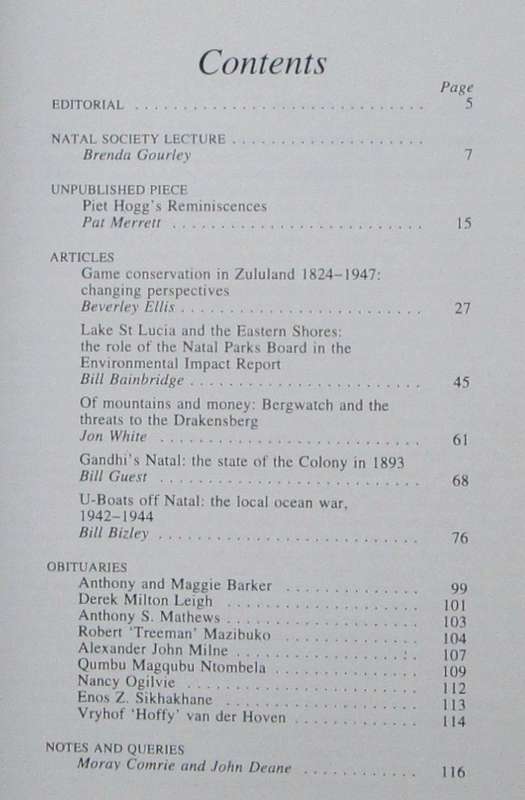 Contents
Page
EDITORIAL . . . . . . . . . . . . . . . . . . . . . . . . . . . . . 5
NATAL SOCIETY LECTURE . . . . . . . . . . . . . . . . . . .
Brenda Gourley 7
UNPUBLISHED PIECE
Piet Hogg's Reminiscences
Pat Merrett . . . . . . . . . . . . . . . . . . . . . . . . . 15
ARTICLES
Game conservation in Zululand 1824–1947:
changing perspectives
Beverley Ellis . . . . . . . . . . . . . . . . . . . . . . . . 27
Lake St Lucia and the Eastern Shores:
the role of the Natal Parks Board in the
Environmental Impact Report
Bill Bainbridge . . . . . . . . . . . . . . . . . . . . . . . 45
Of mountains and money: Bergwatch and the
threats to the Drakensberg
Jon White . . . . . . . . . . . . . . . . . . . . . . . . . . 61
Gandhi's Natal: the state of the Colony in 1893
Bill Guest . . . . . . . . . . . . . . . . . . . . . . . . . . 68
U-Boats off Natal: the local ocean war,
1942–1944
Bill Bizley . . . . . . . . . . . . . . . . . . . . . . . . . . 76
OBITUARIES
Anthony and Maggie Barker . . . . . . . . . . . . . 99
Derek Milton Leigh . . . . . . . . . . . . . . . . . . . 101
Anthony S. Mathews . . . . . . . . . . . . . . . . . . . 103
Robert 'Treeman' Mazibuko . . . . . . . . . . . . . 104
Alexander John Milne . . . . . . . . . . . . . . . . . . 107
Qumbu Magqubu Ntombela . . . . . . . . . . . . . . 109
Nancy Ogilvie . . . . . . . . . . . . . . . . . . . . . . . 112
Enos Z. Sikhakhane . . . . . . . . . . . . . . . . . . . 113
Vryhof 'Hoffy' van der Hoven . . . . . . . . . . . . 114
NOTES AND QUERIES
Moray Comrie and John Deane . . . . . . . . . . . . 116